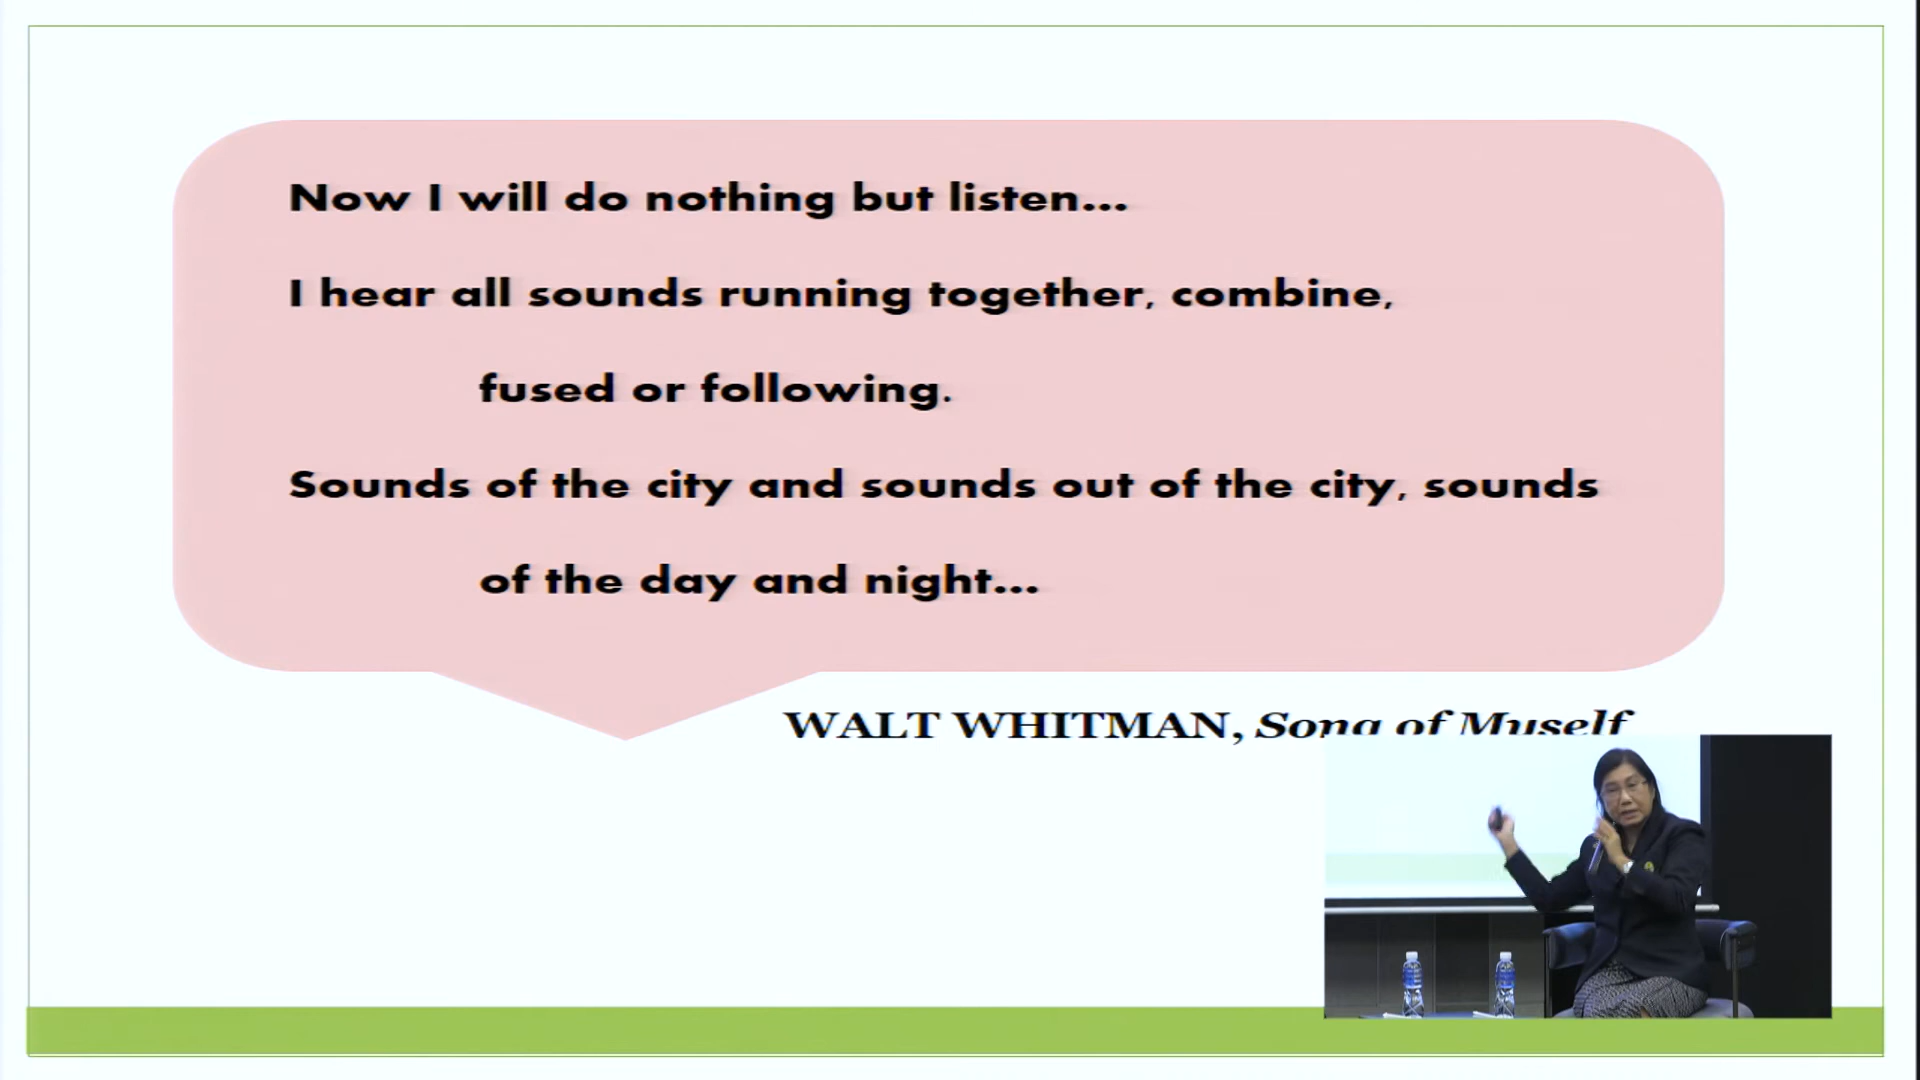 Now I will do nothing but listen...
I hear all sounds running together, combine,
fused or following.
Sounds of the city and sounds out of the city, sounds
of the day and night...
WALT WHITMAN, Song of Myself